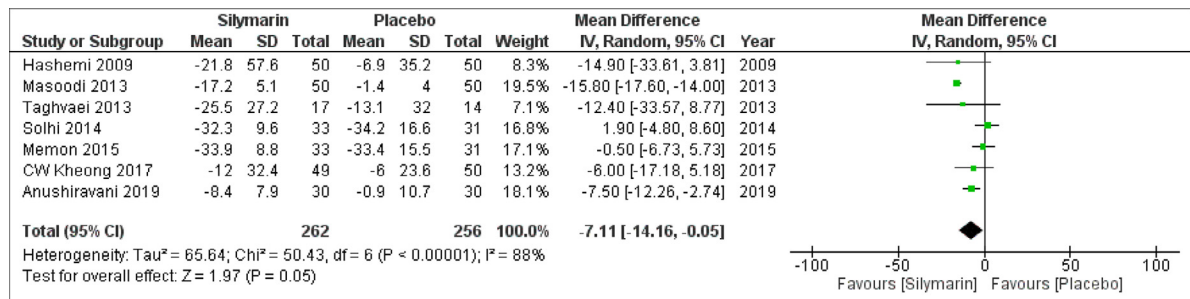 Silymarin Placebo Mean Difference Mean Difference
Study or Subgroup Mean SD Total Mean SD Total Weight IV, Random, 95% CI Year IV, Random, 95% CI
Hashemi 2009 -21.8 57.6 50 -6.9 35.2 50 8.3% -14.90 [-33.61, 3.81] 2009
Masoodi 2013 -17.2 5.1 50 -1.4 4 50 19.5% -15.80 [-17.60, -14.00] 2013
Taghvaei 2013 -25.5 27.2 17 -13.1 32 14 7.1% -12.40 [-33.57, 8.77] 2013
Solhi 2014 -32.3 9.6 33 -34.2 16.6 31 16.8% 1.90 [-4.80, 8.60] 2014
Memon 2015 -33.9 8.8 33 -33.4 15.5 31 17.1% -0.50 [-6.73, 5.73] 2015
CW Kheong 2017 -12 32.4 49 -6 23.6 50 13.2% -6.00 [-17.18, 5.18] 2017
Anushiravani 2019 -8.4 7.9 30 -0.9 10.7 30 18.1% -7.50 [-12.26, -2.74] 2019
Total (95% CI) 262 256 100.0% -7.11 [-14.16, -0.05]
Heterogeneity: Tau² = 65.64; Chi² = 50.43, df = 6 (P < 0.00001); I² = 88%
Test for overall effect: Z = 1.97 (P = 0.05)
-100 -50 0 50 100
Favours [Silymarin] Favours [Placebo]